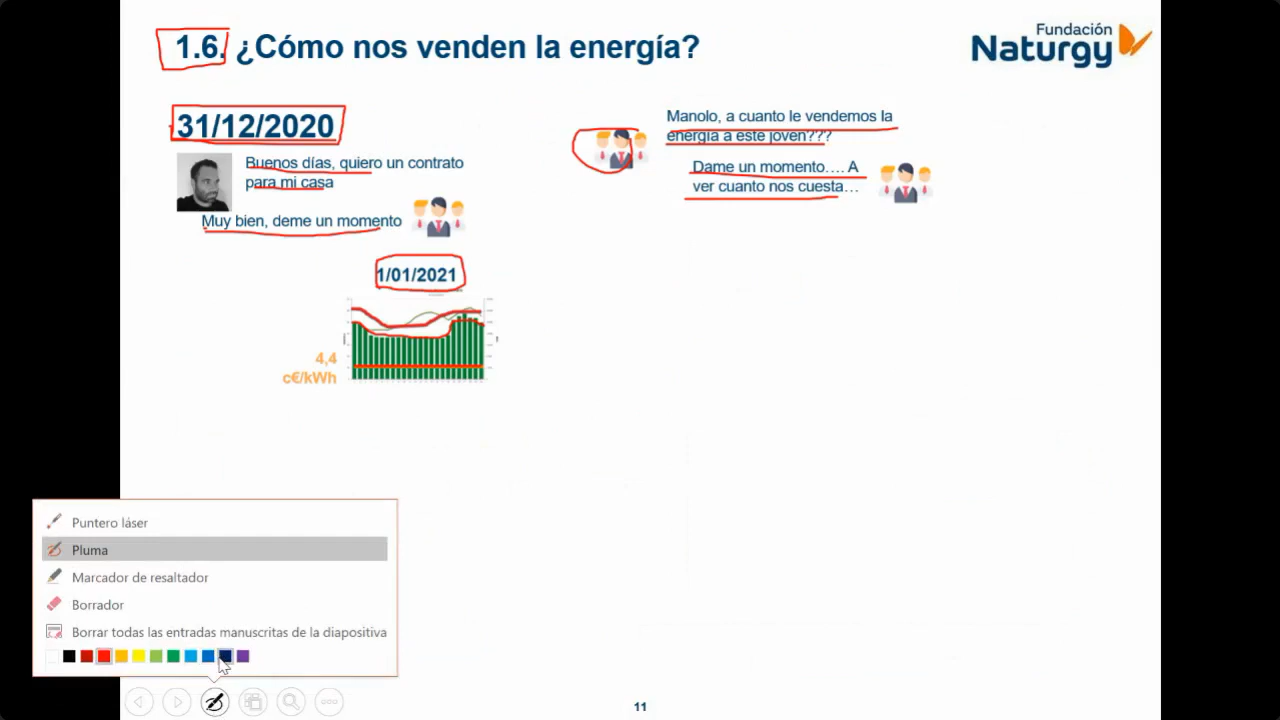 1.6. ¿Cómo nos venden la energía?
Fundación
Naturgy
31/12/2020
Buenos días, quiero un contrato
para mi casa
Muy bien, deme un momento
Manolo, a cuanto le vendemos la
energía a este joven???
Dame un momento.... A
ver cuanto nos cuesta...
1/01/2021
4,4
c€/kWh
Puntero láser
Pluma
Marcador de resaltador
Borrador
Borrar todas las entradas manuscritas de la diapositiva
11